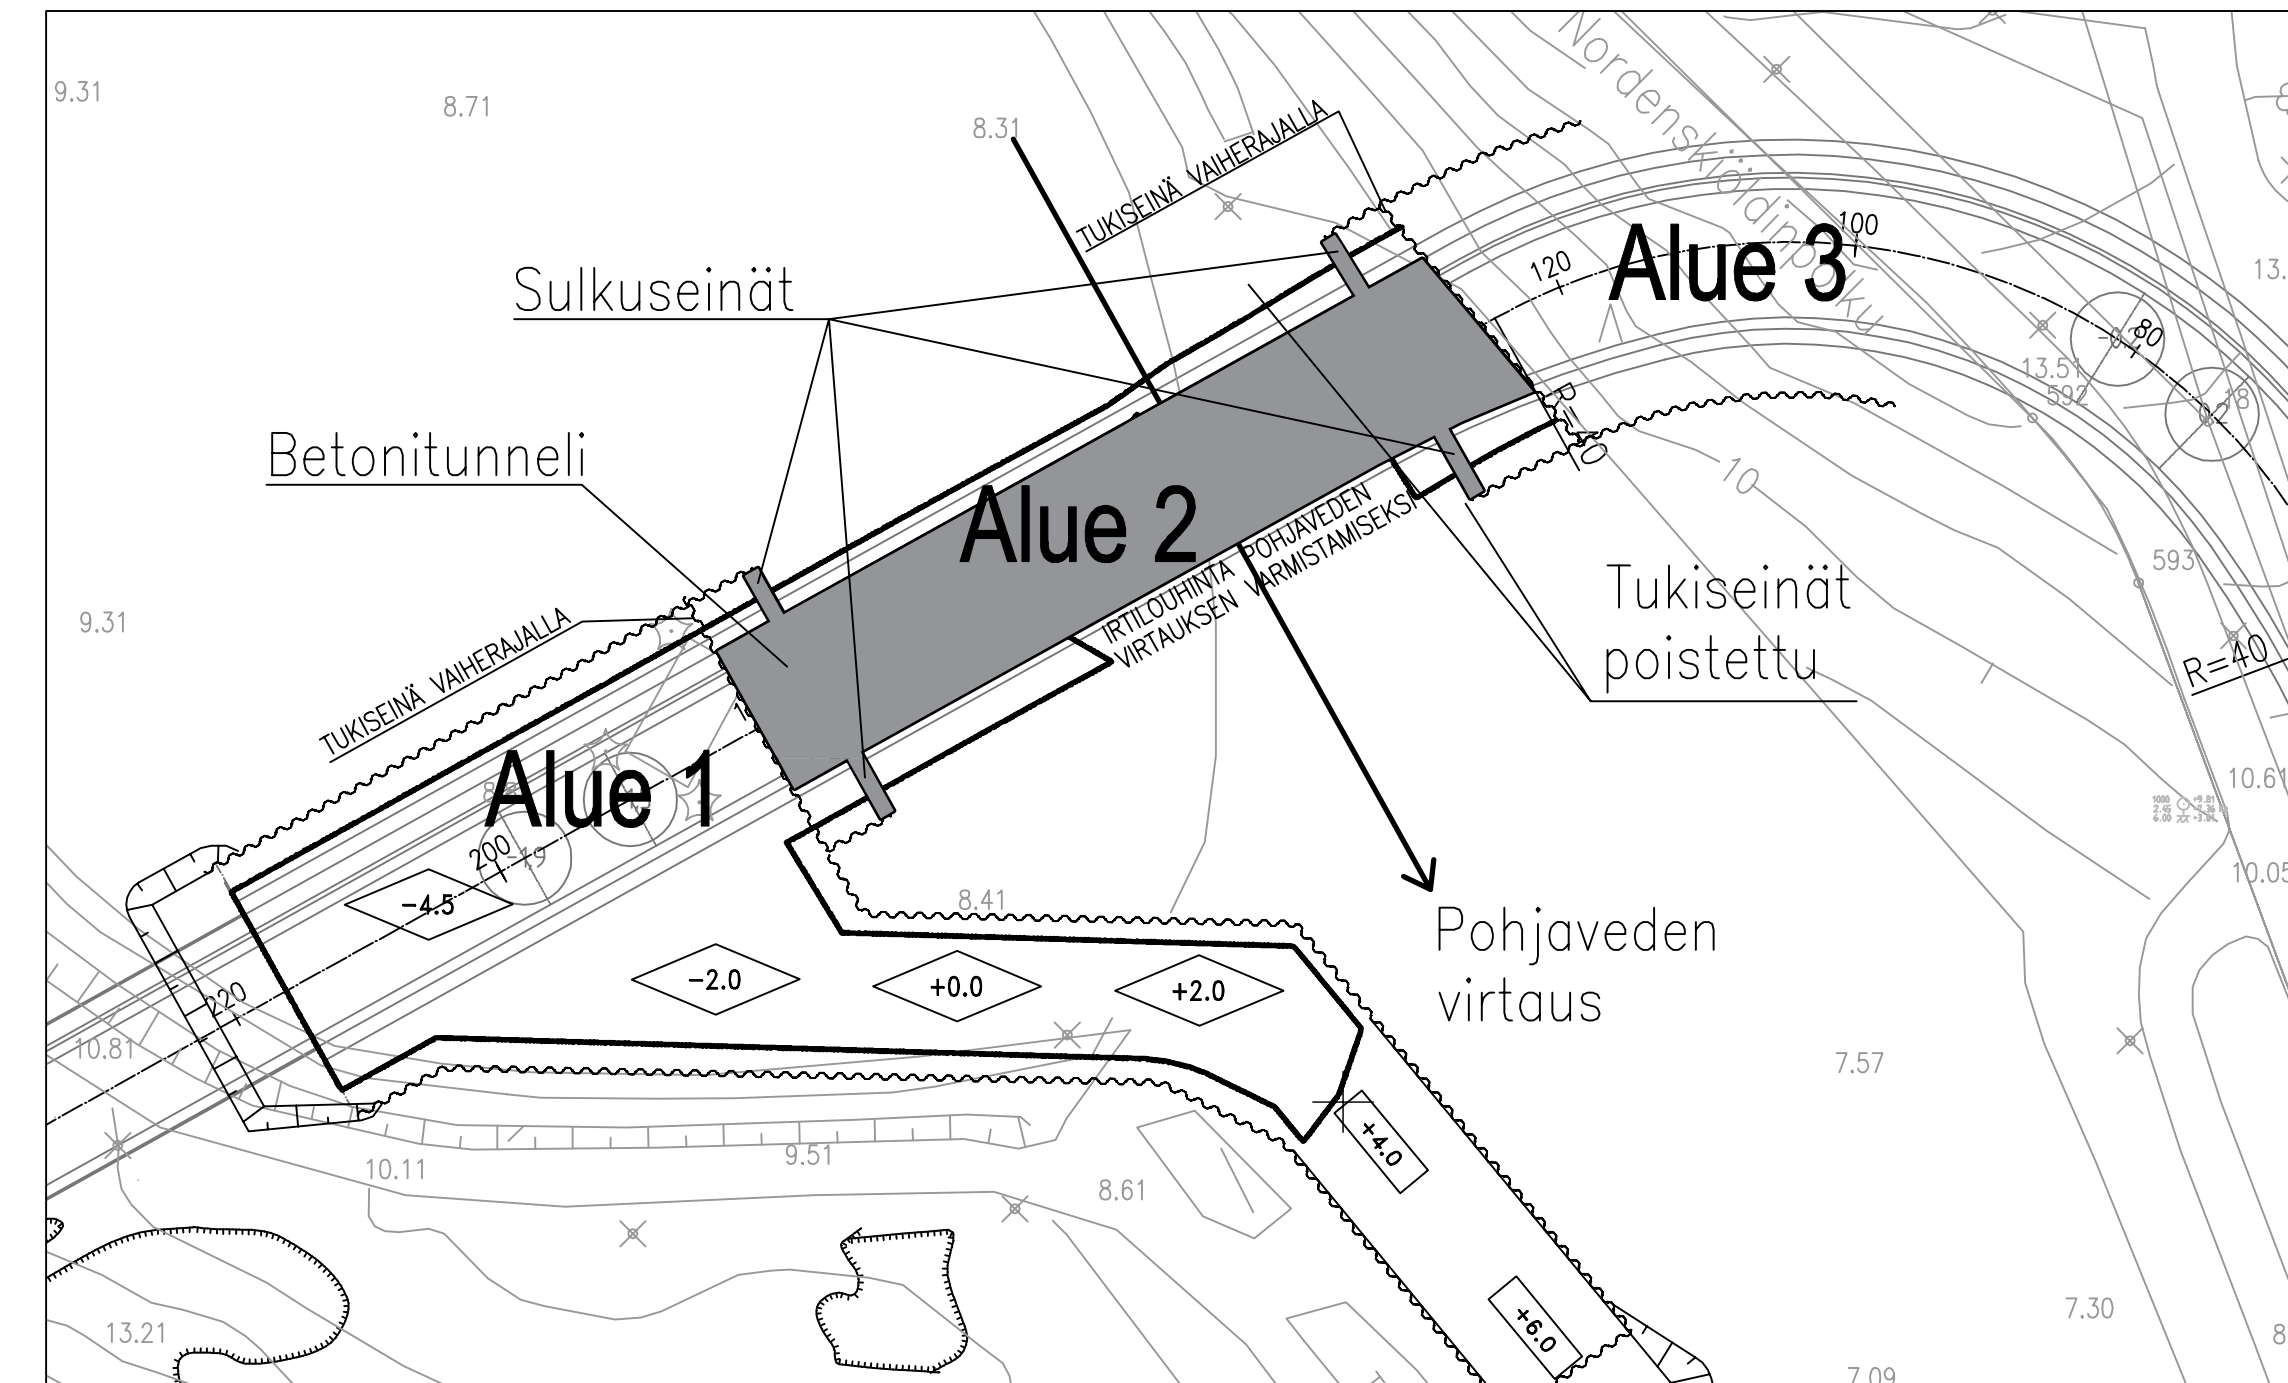 9.31
8.71
8.31
Nordenskiöldinpolku
TUKISEINÄ VAIHERAJALLA
Sulkuseinät
Alue 3
100
120
80
13.
13.51
592
Betonitunneli
Alue 2
10
POHJAVEDEN
VARMISTAMISEKSI
IRTILOUHINTA
VIRTAUKSEN
Tukiseinät
poistettu
593
R=40
9.31
TUKISEINÄ VAIHERAJALLA
Alue 1
10.61
10.05
200
-4.5
220
8.41
-2.0
+0.0
+2.0
Pohjaveden
virtaus
10.81
7.57
10.11
9.51
8.61
+4.0
+6.0
13.21
7.30
7.09